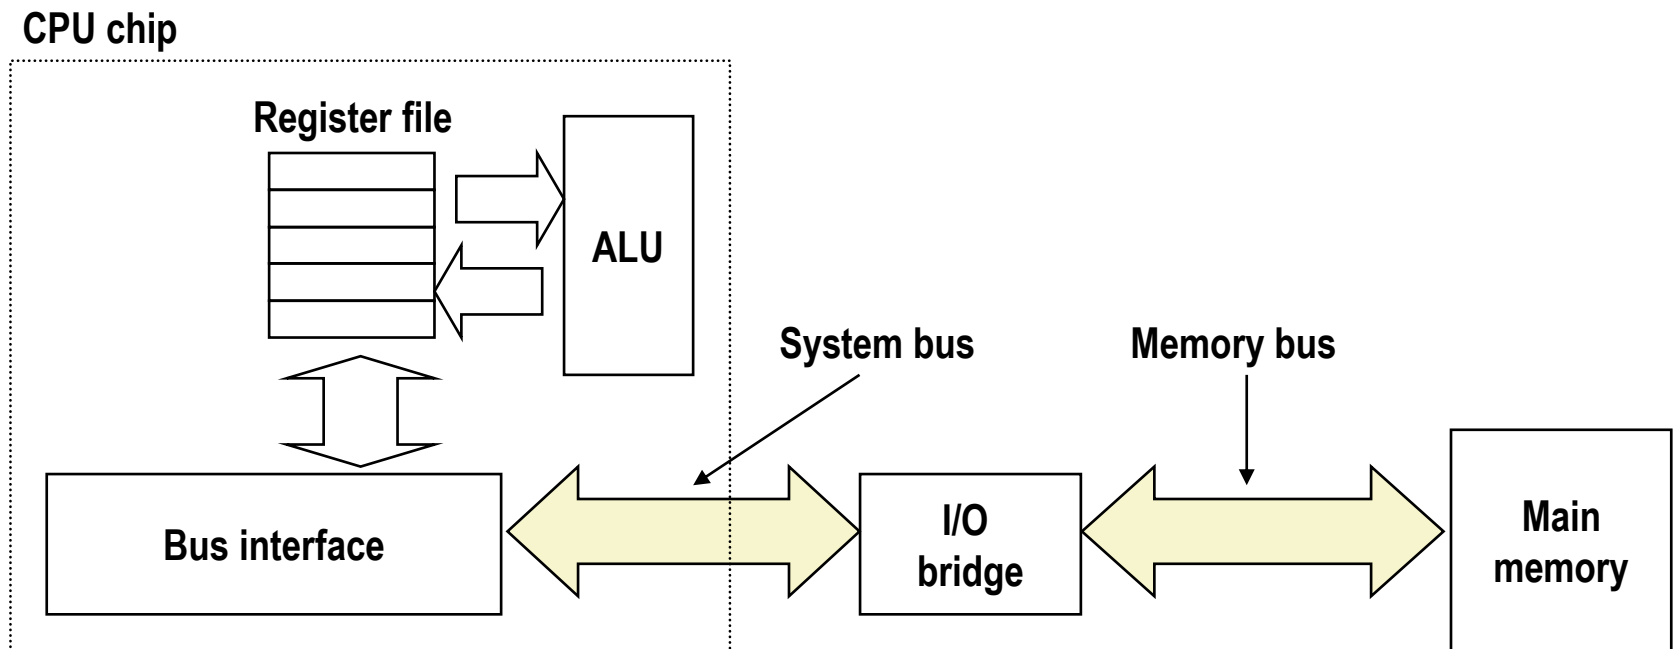 CPU chip
Register file
ALU
System bus
Memory bus
Bus interface
I/O
bridge
Main
memory